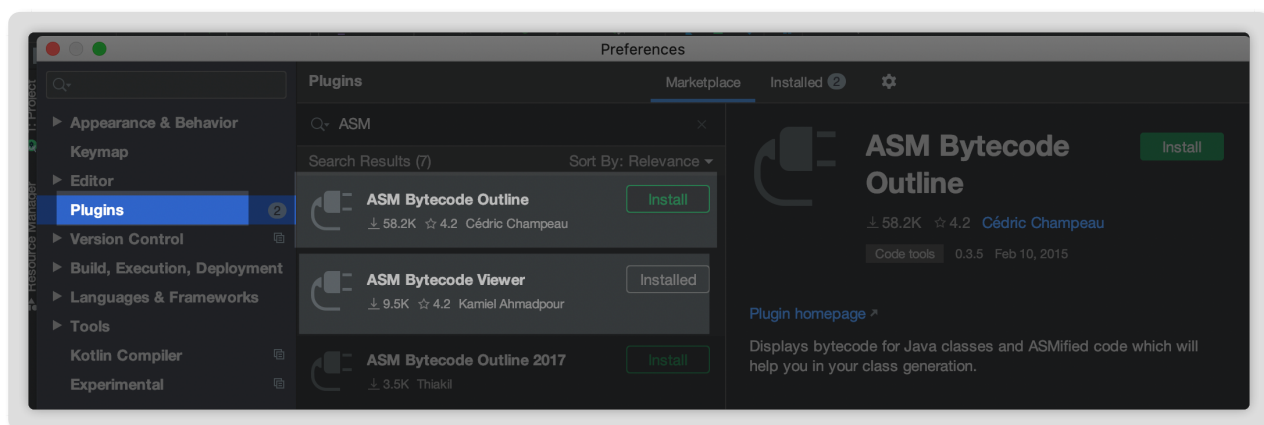 Preferences
1: Project
Resource Manager
Appearance & Behavior
Keymap
Editor
Plugins 2
Version Control
Build, Execution, Deployment
Languages & Frameworks
Tools
Kotlin Compiler
Experimental
Plugins
Marketplace
Installed 2
ASM
Search Results (7)
Sort By: Relevance
ASM Bytecode Outline
Install
58.2K 4.2 Cédric Champeau
ASM Bytecode Viewer
Installed
9.5K 4.2 Kamiel Ahmadpour
ASM Bytecode Outline 2017
Install
3.5K Thiakil
ASM Bytecode
Outline
Install
58.2K 4.2 Cédric Champeau
Code tools 0.3.5 Feb 10, 2015
Plugin homepage
Displays bytecode for Java classes and ASMified code which will
help you in your class generation.